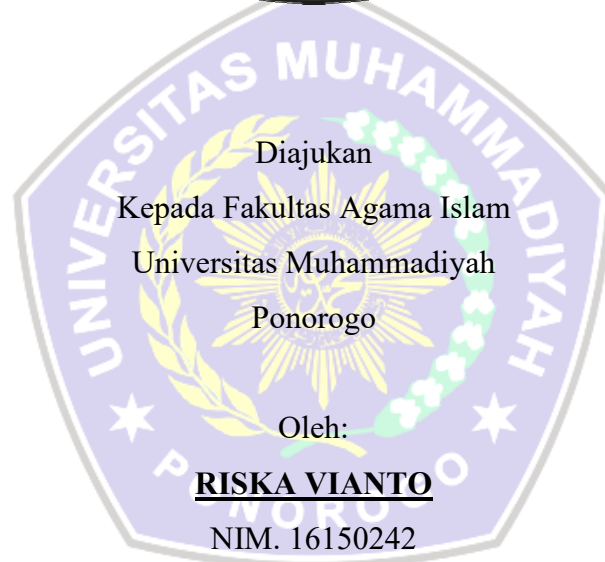 UNIVERSITAS MUHAMMADIYAH
PONOROGO
Diajukan
Kepada Fakultas Agama Islam
Universitas Muhammadiyah
Ponorogo
Oleh:
RISKA VIANTO
NIM. 16150242